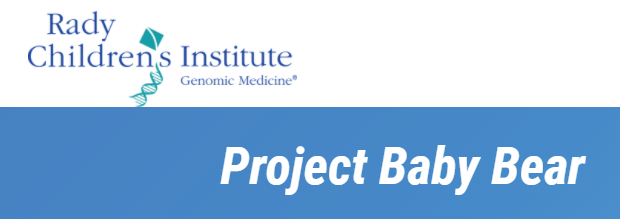 Rady
Children's Institute
Genomic Medicine®
Project Baby Bear